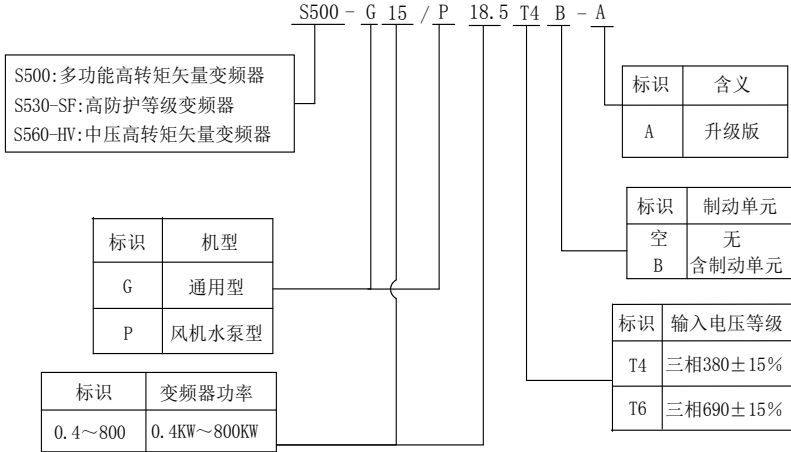 S500-G 15/P 18.5 T4 B-A
S500:多功能高转矩矢量变频器
S530-SF:高防护等级变频器
S560-HV:中压高转矩矢量变频器
标识 含义
A 升级版
标识 制动单元
空 无
B 含制动单元
标识 机型
G 通用型
P 风机水泵型
标识 输入电压等级
T4 三相380±15%
T6 三相690±15%
标识 变频器功率
0.4～800 0.4KW～800KW